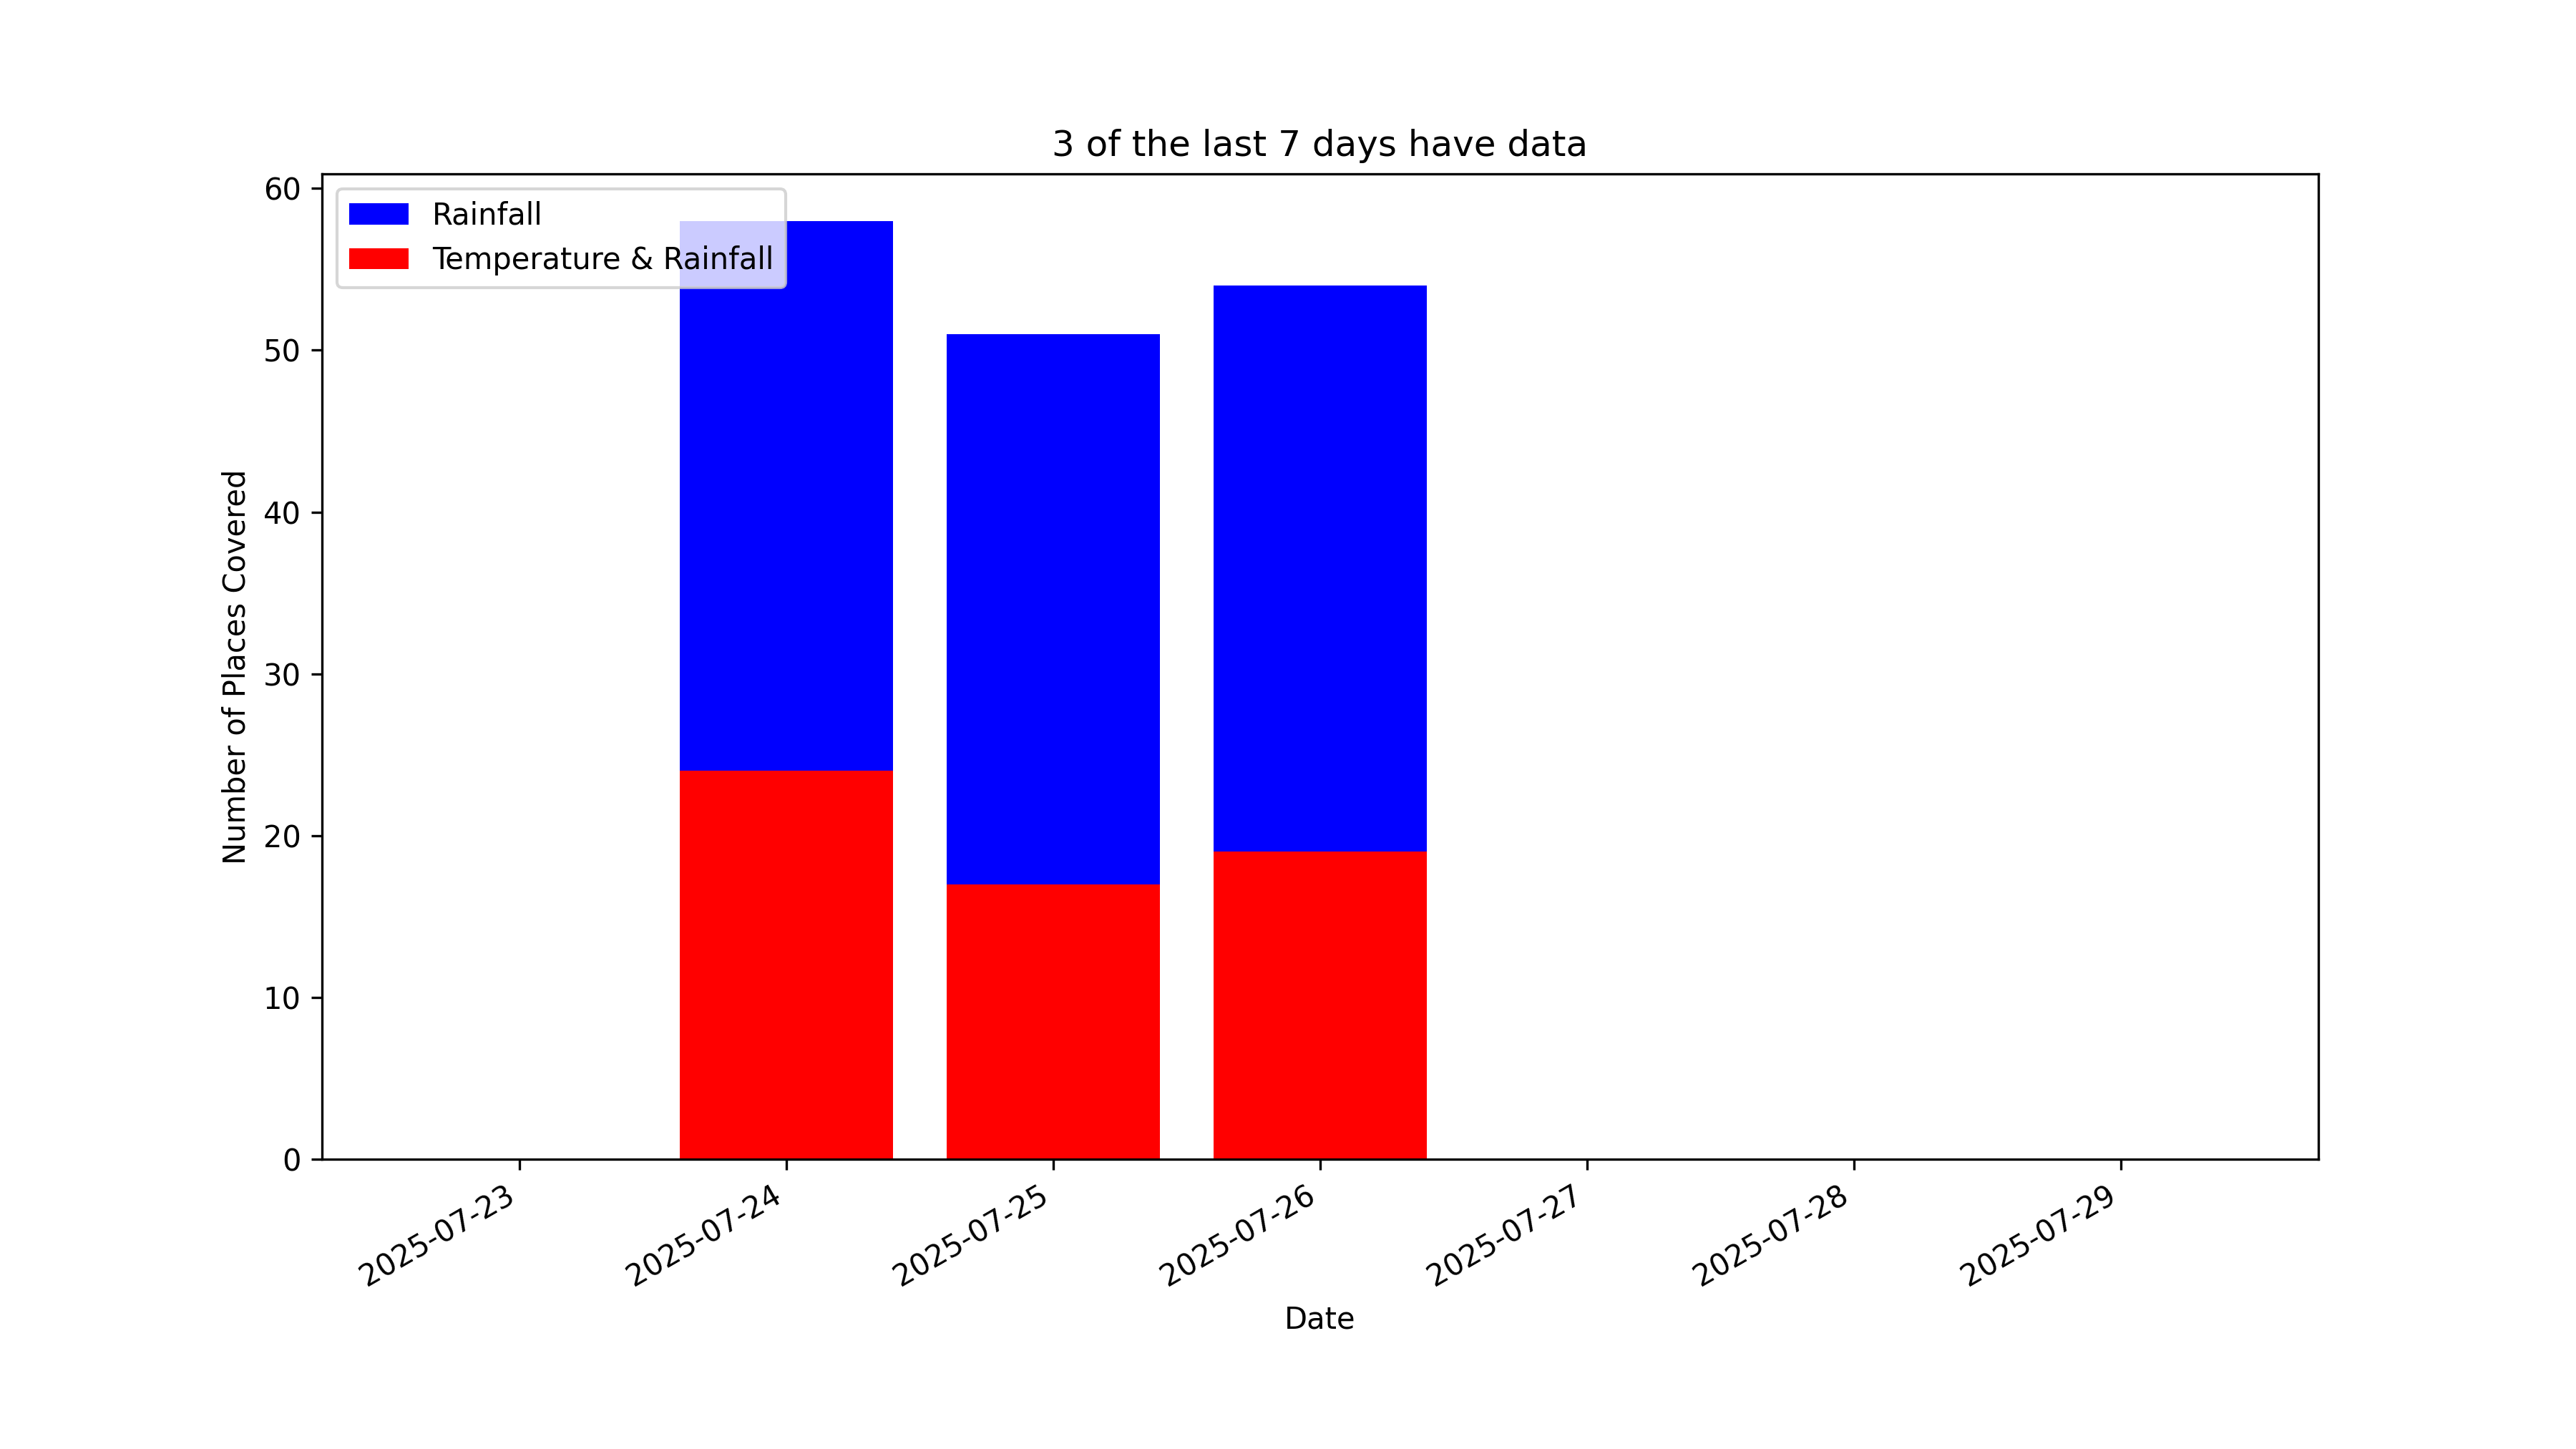 3 of the last 7 days have data
Rainfall
Temperature & Rainfall
Number of Places Covered
60
50
40
30
20
10
0
2025-07-23
2025-07-24
2025-07-25
2025-07-26
2025-07-27
2025-07-28
2025-07-29
Date